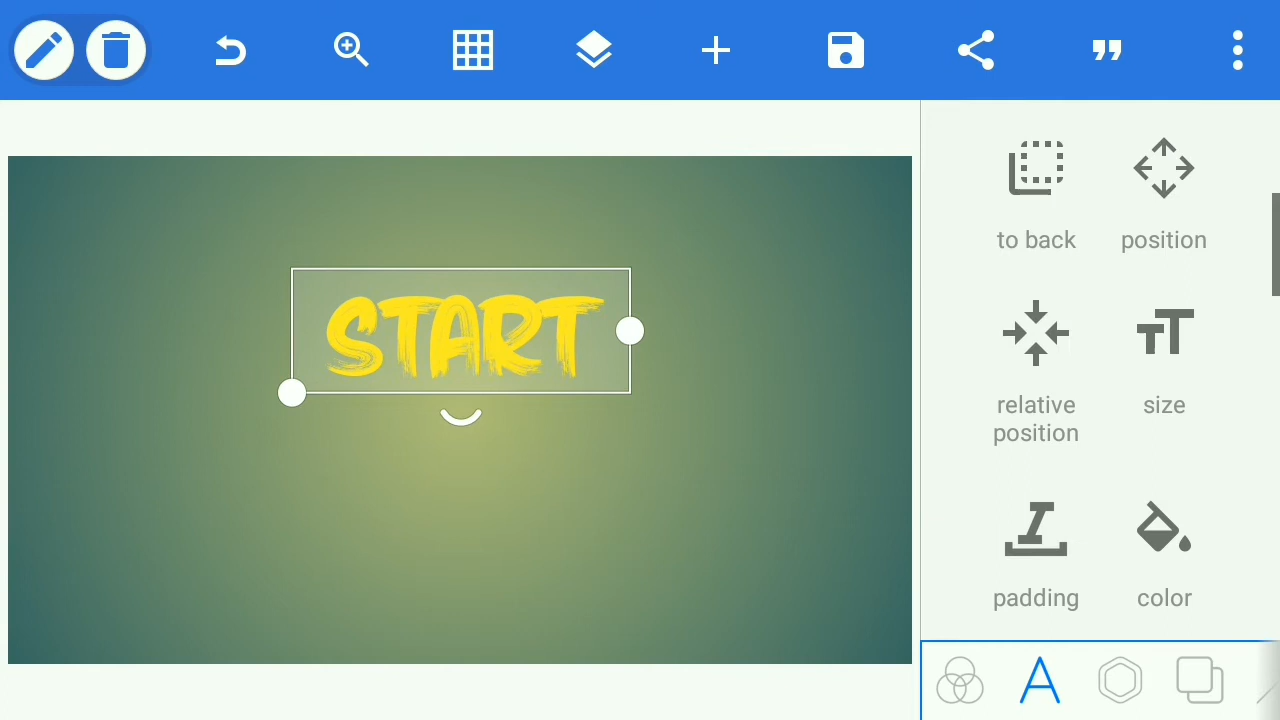 START
to back
position
relative
position
size
padding
color